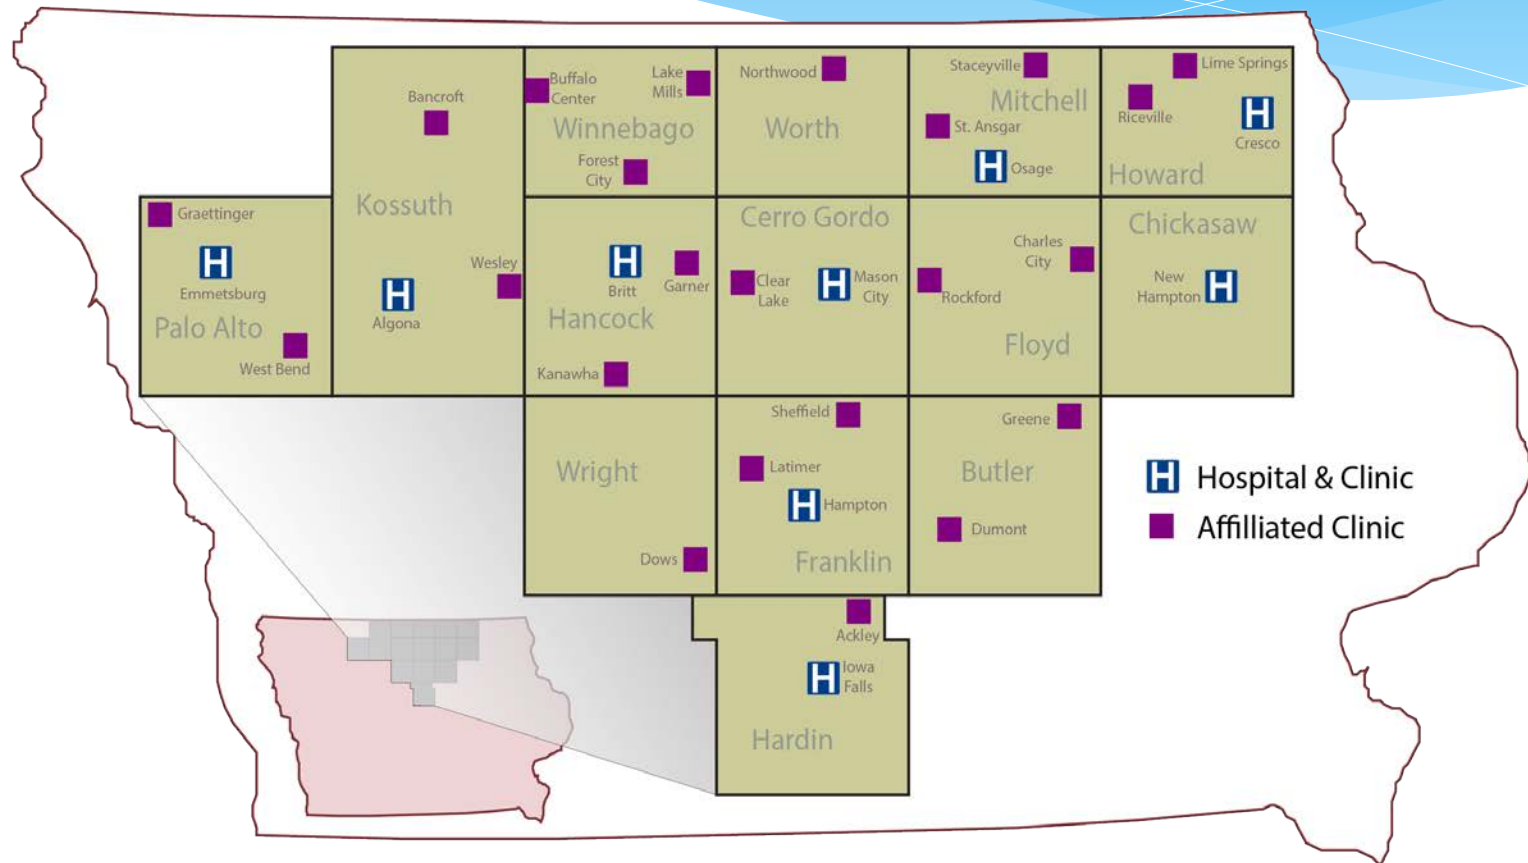 Bancroft
Kossuth
Wesley
Algona
Buffalo
Center
Lake
Mills
Winnebago
Forest
City
Northwood
Worth
Staceyville
Mitchell
St. Ansgar
Osage
Lime Springs
Riceville
Cresco
Howard
Graettinger
Emmetsburg
Palo Alto
West Bend
Britt
Garner
Hancock
Kanawha
Cerro Gordo
Clear
Lake
Mason
City
Charles
City
Rockford
Floyd
Chickasaw
New
Hampton
Wright
Dows
Sheffield
Latimer
Hampton
Franklin
Greene
Butler
Dumont
H Hospital & Clinic
Affilliated Clinic
Ackley
Iowa
Falls
Hardin